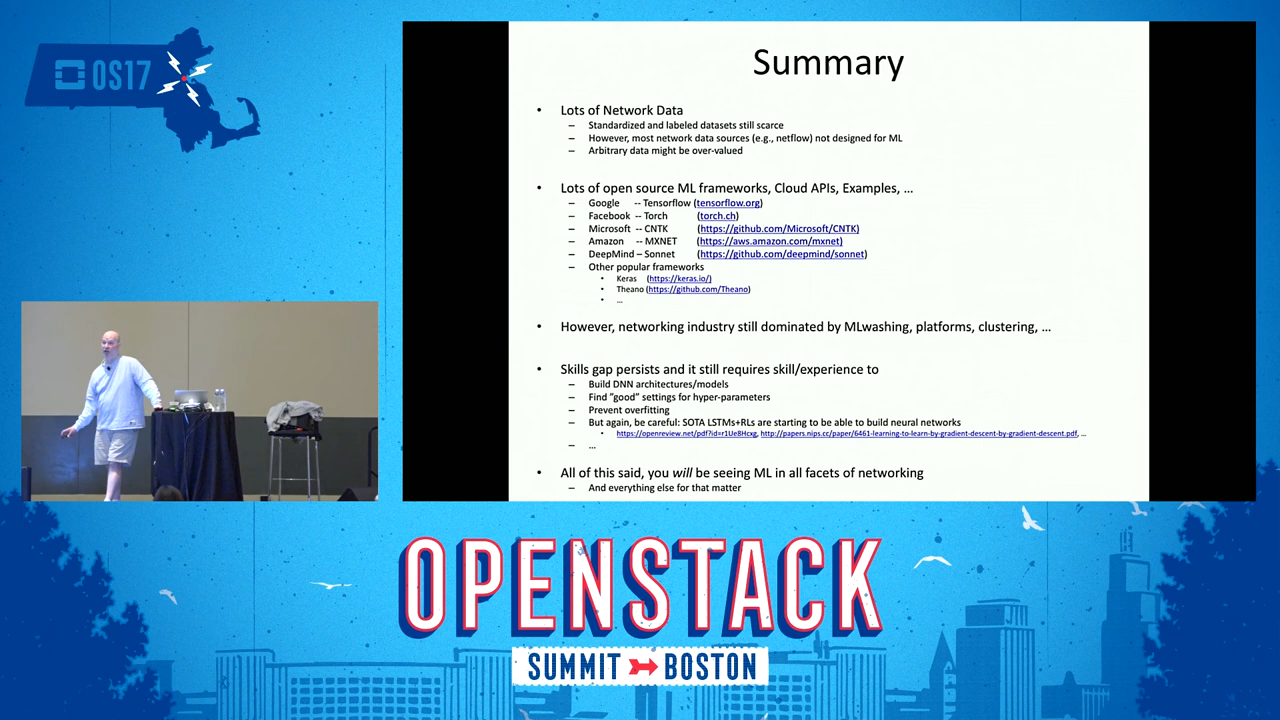 OS17
Summary
• Lots of Network Data
– Standardized and labeled datasets still scarce
– However, most network data sources (e.g., netflow) not designed for ML
– Arbitrary data might be over-valued
• Lots of open source ML frameworks, Cloud APIs, Examples, …
– Google -- Tensorflow (tensorflow.org)
– Facebook -- Torch (torch.ch)
– Microsoft -- CNTK (https://github.com/Microsoft/CNTK)
– Amazon -- MXNET (https://aws.amazon.com/mxnet)
– DeepMind – Sonnet (https://github.com/deepmind/sonnet)
– Other popular frameworks
• Keras (https://keras.io/)
• Theano (https://github.com/Theano)
• …
• However, networking industry still dominated by MLwashing, platforms, clustering, …
• Skills gap persists and it still requires skill/experience to
– Build DNN architectures/models
– Find "good" settings for hyper-parameters
– Prevent overfitting
– But again, be careful: SOTA LSTMs+RLs are starting to be able to build neural networks
• https://openreview.net/pdf?id=r1Ue8Hcxg, http://papers.nips.cc/paper/6461-learning-to-learn-by-gradient-descent-by-gradient-descent.pdf, …
– …
• All of this said, you will be seeing ML in all facets of networking
– And everything else for that matter
OPENSTACK
SUMMIT BOSTON